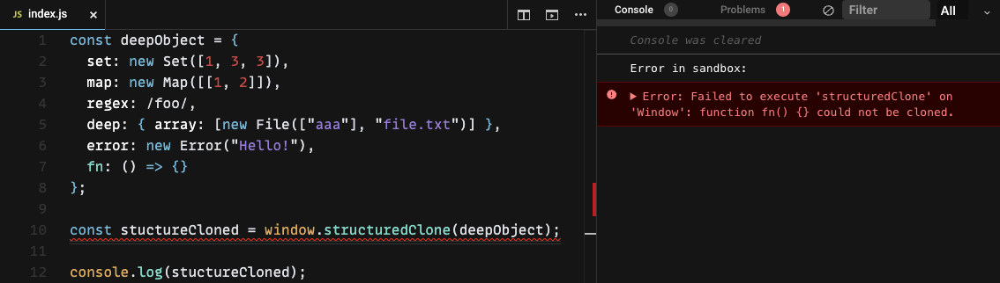 JS index.js ×
1 const deepObject = {
2   set: new Set([1, 3, 3]),
3   map: new Map([[1, 2]]),
4   regex: /foo/,
5   deep: { array: [new File(["aaa"], "file.txt")] },
6   error: new Error("Hello!"),
7   fn: () => {}
8 };
9
10 const stuctureCloned = window.structuredClone(deepObject);
11
12 console.log(stuctureCloned);
Console 0 Problems 1 Filter All
Console was cleared
Error in sandbox:
▶ Error: Failed to execute 'structuredClone' on
'Window': function fn() {} could not be cloned.